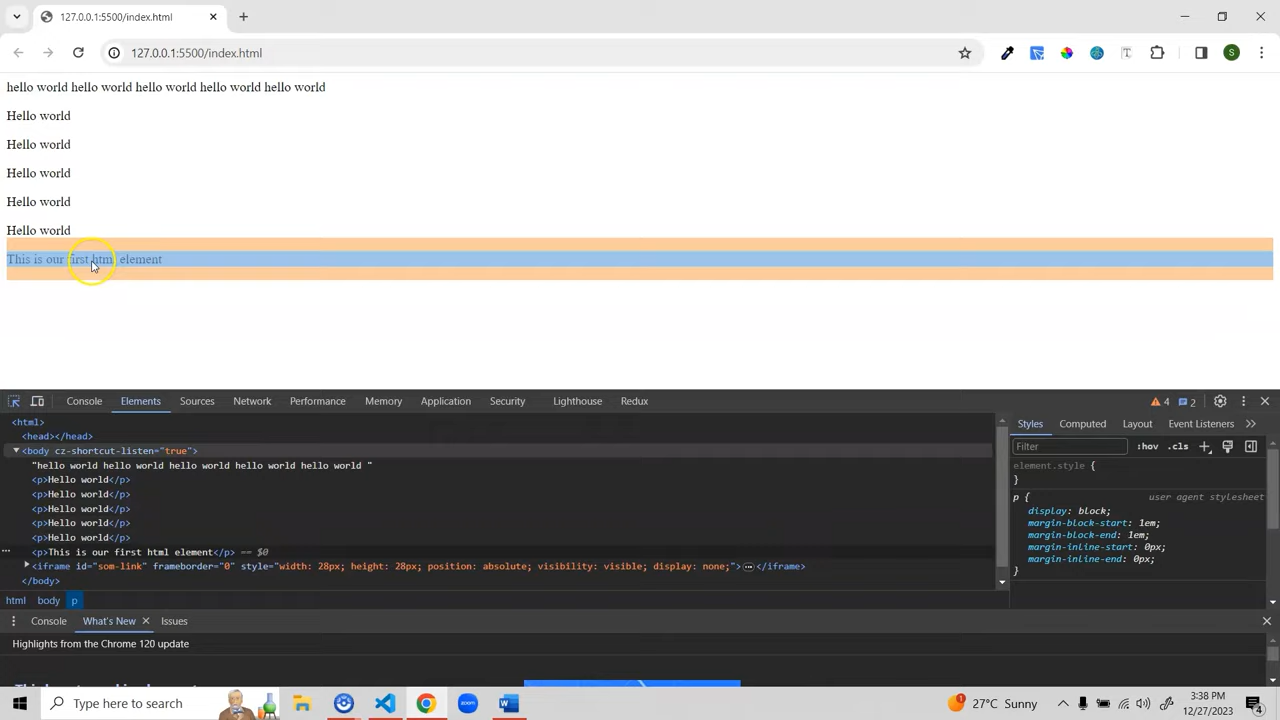 127.0.0.1:5500/index.html
127.0.0.1:5500/index.html
S
hello world hello world hello world hello world hello world
Hello world
Hello world
Hello world
Hello world
Hello world
This is our first html element
Console Elements Sources Network Performance Memory Application Security Lighthouse Redux 4 2
<html>
<head></head>
<body cz-shortcut-listen="true">
"hello world hello world hello world hello world hello world "
<p>Hello world</p>
<p>Hello world</p>
<p>Hello world</p>
<p>Hello world</p>
<p>Hello world</p>
<p>This is our first html element</p> == $0
<iframe id="som-link" frameborder="0" style="width: 28px; height: 28px; position: absolute; visibility: visible; display: none;">…</iframe>
</body>
html body p
Styles Computed Layout Event Listeners
Filter :hov .cls
element.style {
}
p { user agent stylesheet
display: block;
margin-block-start: 1em;
margin-block-end: 1em;
margin-inline-start: 0px;
margin-inline-end: 0px;
}
Console What's New Issues
Highlights from the Chrome 120 update
Type here to search
zoom
1
27°C Sunny
3:38 PM
12/27/2023
4